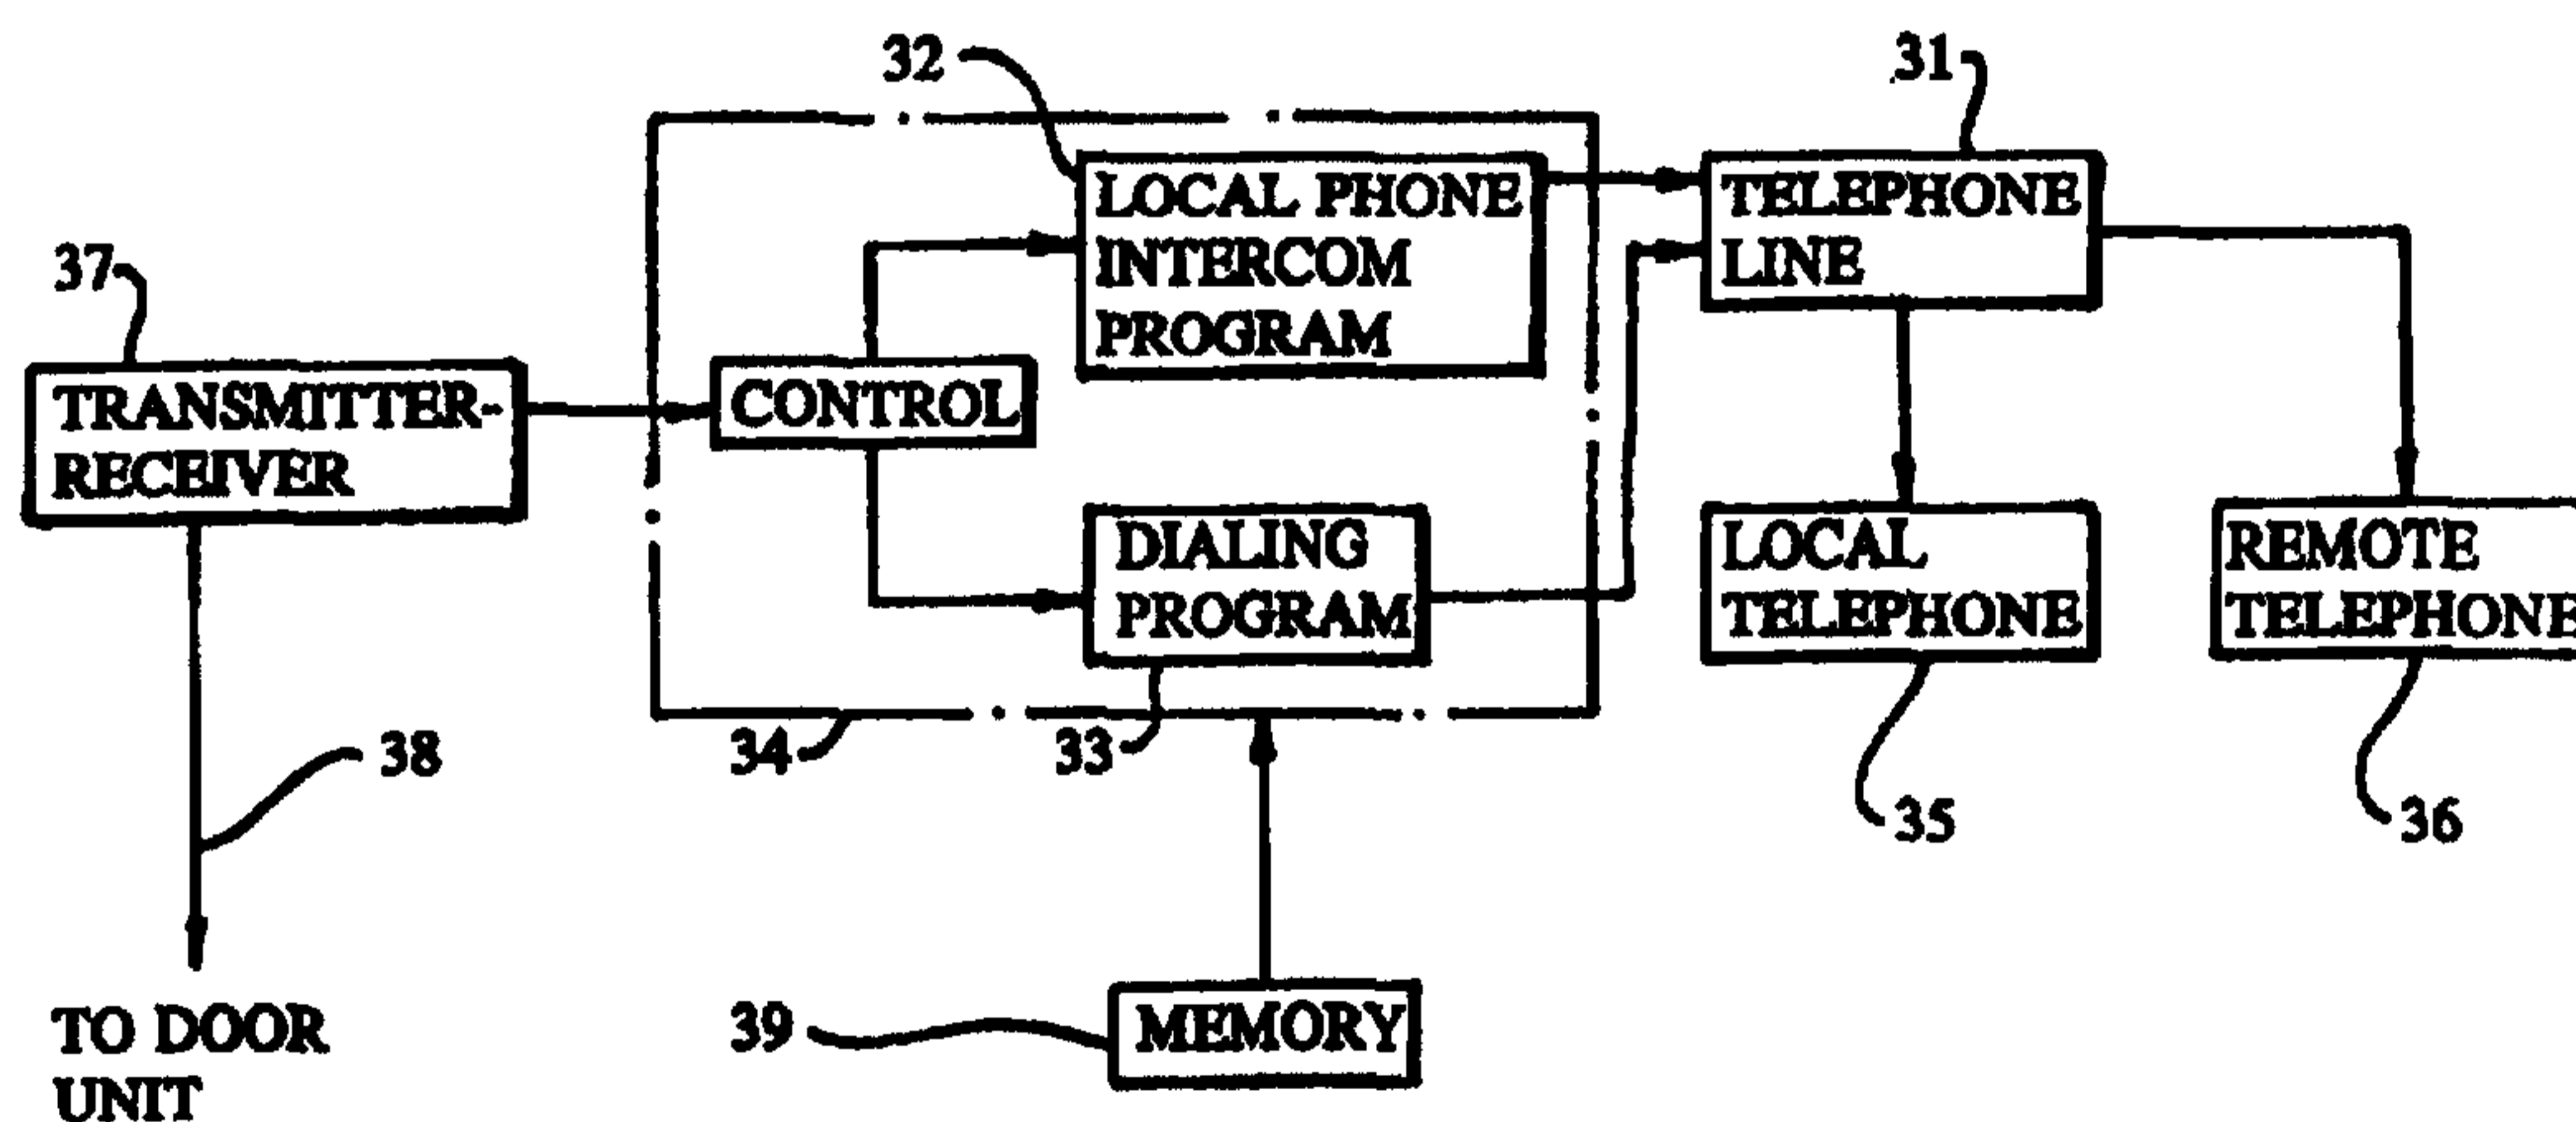 32
31
LOCAL PHONE
INTERCOM
PROGRAM
TELEPHONE
LINE
37
TRANSMITTER-
RECEIVER
CONTROL
DIALING
PROGRAM
LOCAL
TELEPHONE
REMOTE
TELEPHONE
38
34
33
35
36
39
MEMORY
TO DOOR
UNIT